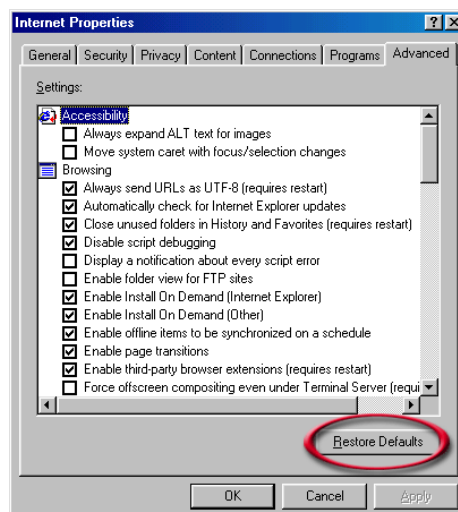 Internet Properties
General Security Privacy Content Connections Programs Advanced
Settings:
Accessibility
Always expand ALT text for images
Move system caret with focus/selection changes
Browsing
Always send URLs as UTF-8 (requires restart)
Automatically check for Internet Explorer updates
Close unused folders in History and Favorites (requires restart)
Disable script debugging
Display a notification about every script error
Enable folder view for FTP sites
Enable Install On Demand (Internet Explorer)
Enable Install On Demand (Other)
Enable offline items to be synchronized on a schedule
Enable page transitions
Enable third-party browser extensions (requires restart)
Force offscreen compositing even under Terminal Server (requi
Restore Defaults
OK Cancel Apply